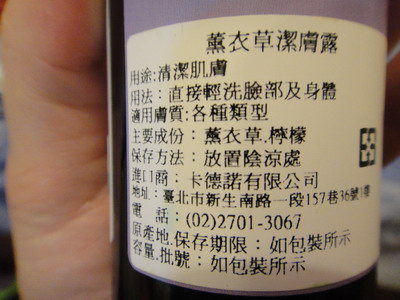 薰衣草潔膚露
用途:清潔肌膚
用法：直接輕洗臉部及身體
適用膚質:各種類型
主要成份：薰衣草.檸檬
保存方法：放置陰涼處
進口商：卡德諾有限公司
地址：臺北市新生南路一段157巷36號1樓
電話：(02)2701-3067
原產地.保存期限：如包裝所示
容量.批號：如包裝所示